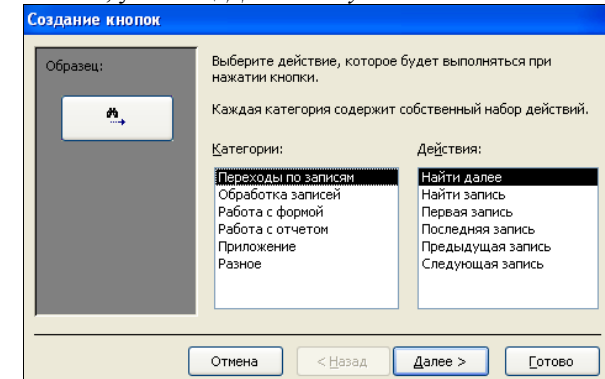 Создание кнопок
Образец:
Выберите действие, которое будет выполняться при
нажатии кнопки.
Каждая категория содержит собственный набор действий.
Категории:
Действия:
Переходы по записям
Обработка записей
Работа с формой
Работа с отчетом
Приложение
Разное
Найти далее
Найти запись
Первая запись
Последняя запись
Предыдущая запись
Следующая запись
Отмена
< Назад
Далее >
Готово